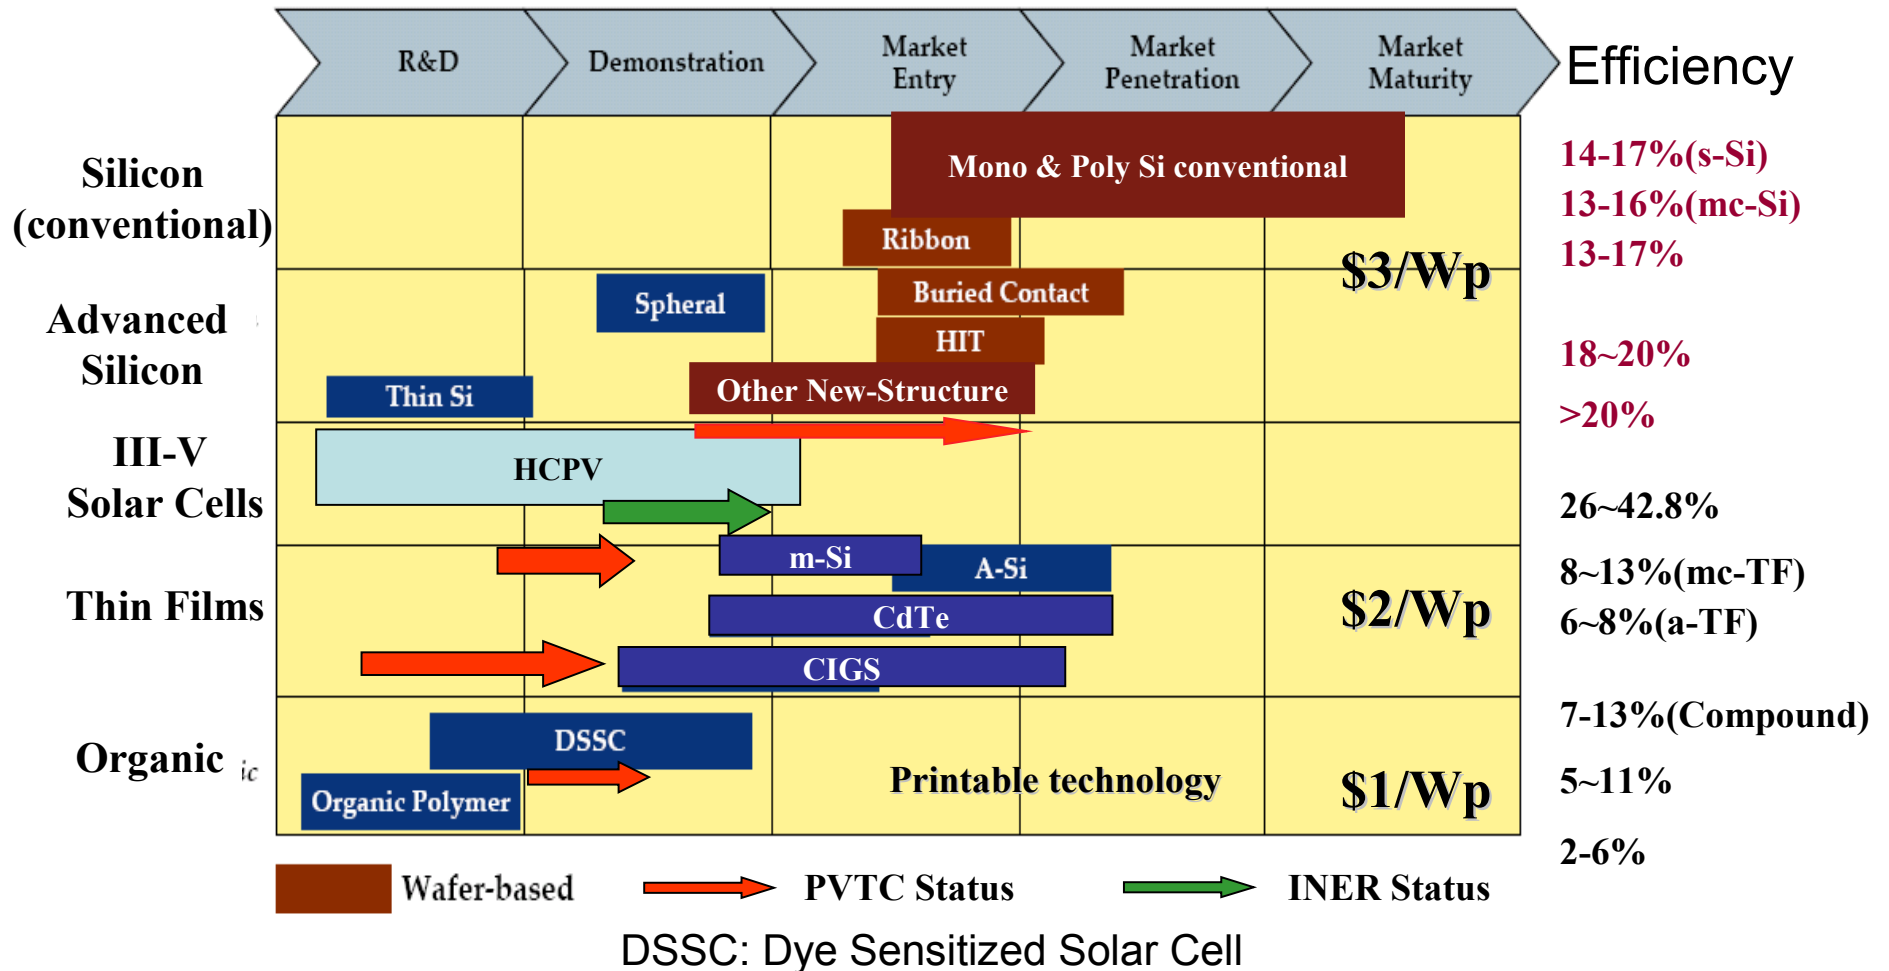 R&D
Demonstration
Market
Entry
Market
Penetration
Market
Maturity
Efficiency
Silicon
(conventional)
Mono & Poly Si conventional
Ribbon
14-17%(s-Si)
13-16%(mc-Si)
13-17%
$3/Wp
Advanced
Silicon
Spheral
Buried Contact
HIT
Other New-Structure
Thin Si
18~20%
>20%
III-V
Solar Cells
HCPV
26~42.8%
Thin Films
m-Si
A-Si
CdTe
CIGS
$2/Wp
8~13%(mc-TF)
6~8%(a-TF)
7-13%(Compound)
Organic
ic
DSSC
Organic Polymer
Printable technology
$1/Wp
5~11%
2-6%
Wafer-based
PVTC Status
INER Status
DSSC: Dye Sensitized Solar Cell